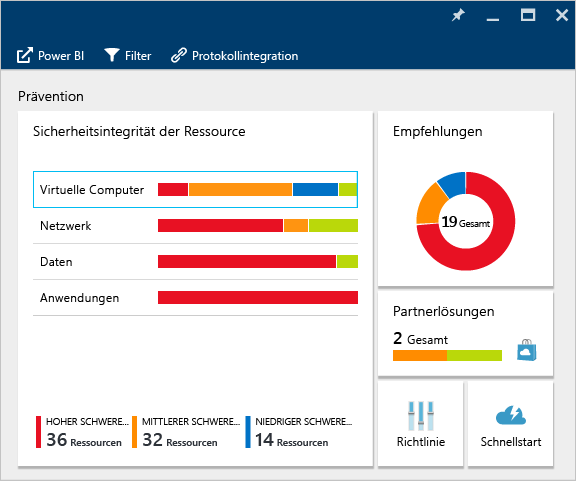 Power BI Filter Protokollintegration
Prävention
Sicherheitsintegrität der Ressource
Virtuelle Computer
Netzwerk
Daten
Anwendungen
HOHER SCHWERE... MITTLERER SCHWERE... NIEDRIGER SCHWERE...
36 Ressourcen 32 Ressourcen 14 Ressourcen
Empfehlungen
19 Gesamt
Partnerlösungen
2 Gesamt
Richtlinie
Schnellstart